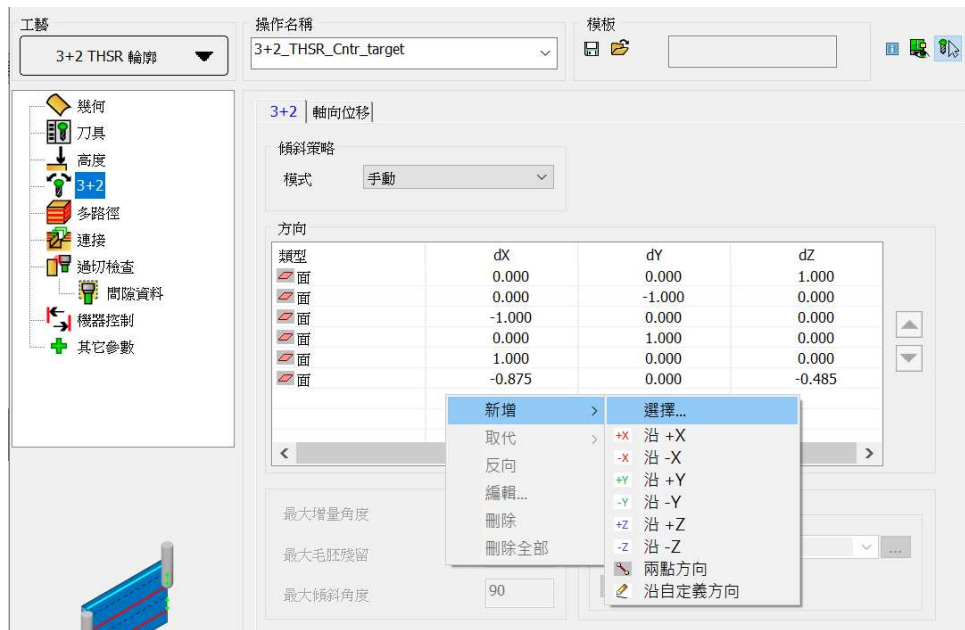 工藝
操作名稱
模板
3+2 THSR 輪廓
3+2_THSR_Cntr_target
幾何
刀具
高度
3+2
多路徑
連接
過切檢查
間隙資料
機器控制
其它參數
3+2 軸向位移
傾斜策略
模式 手動
方向
類型 dX dY dZ
面 0.000 0.000 1.000
面 0.000 -1.000 0.000
面 -1.000 0.000 0.000
面 0.000 1.000 0.000
面 1.000 0.000 0.000
面 -0.875 0.000 -0.485
新增
取代
反向
編輯...
刪除
刪除全部
選擇...
+X 沿 +X
-X 沿 -X
+Y 沿 +Y
-Y 沿 -Y
+Z 沿 +Z
-Z 沿 -Z
兩點方向
沿自定義方向
最大增量角度
最大毛胚殘留
...
最大傾斜角度 90